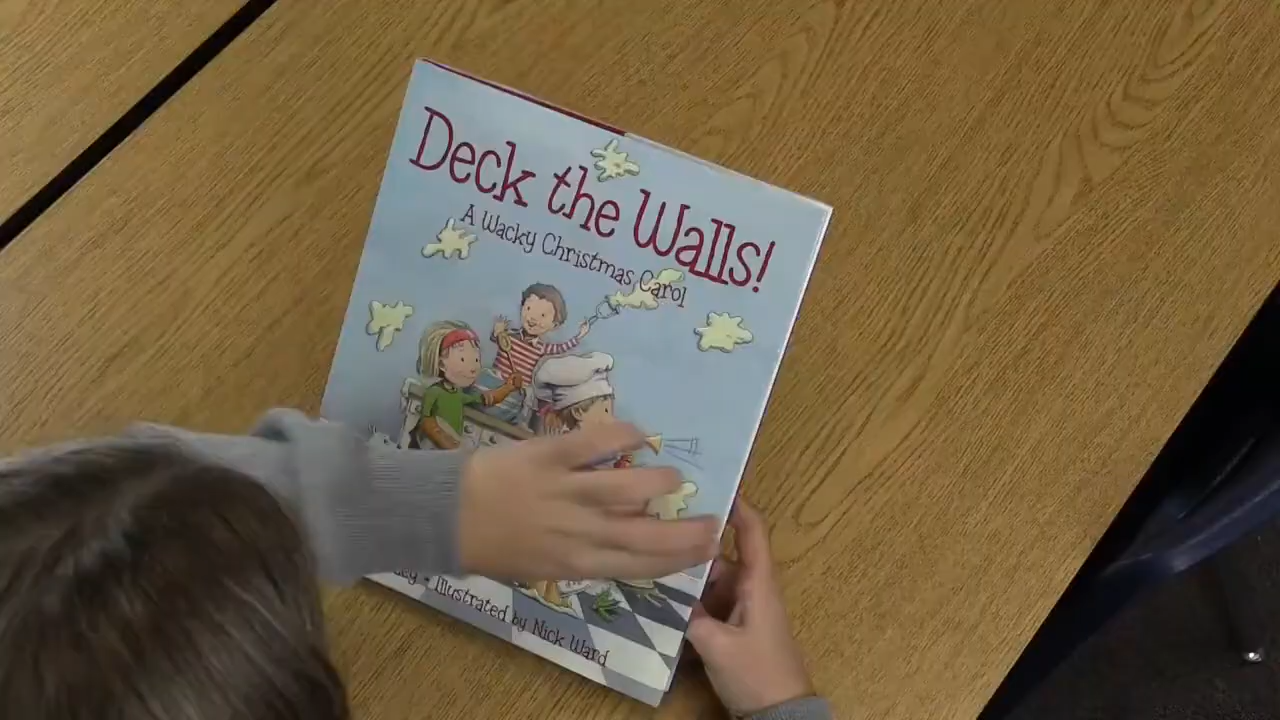 Deck the Walls!
A Wacky Christmas Carol
- Illustrated by Nick Ward